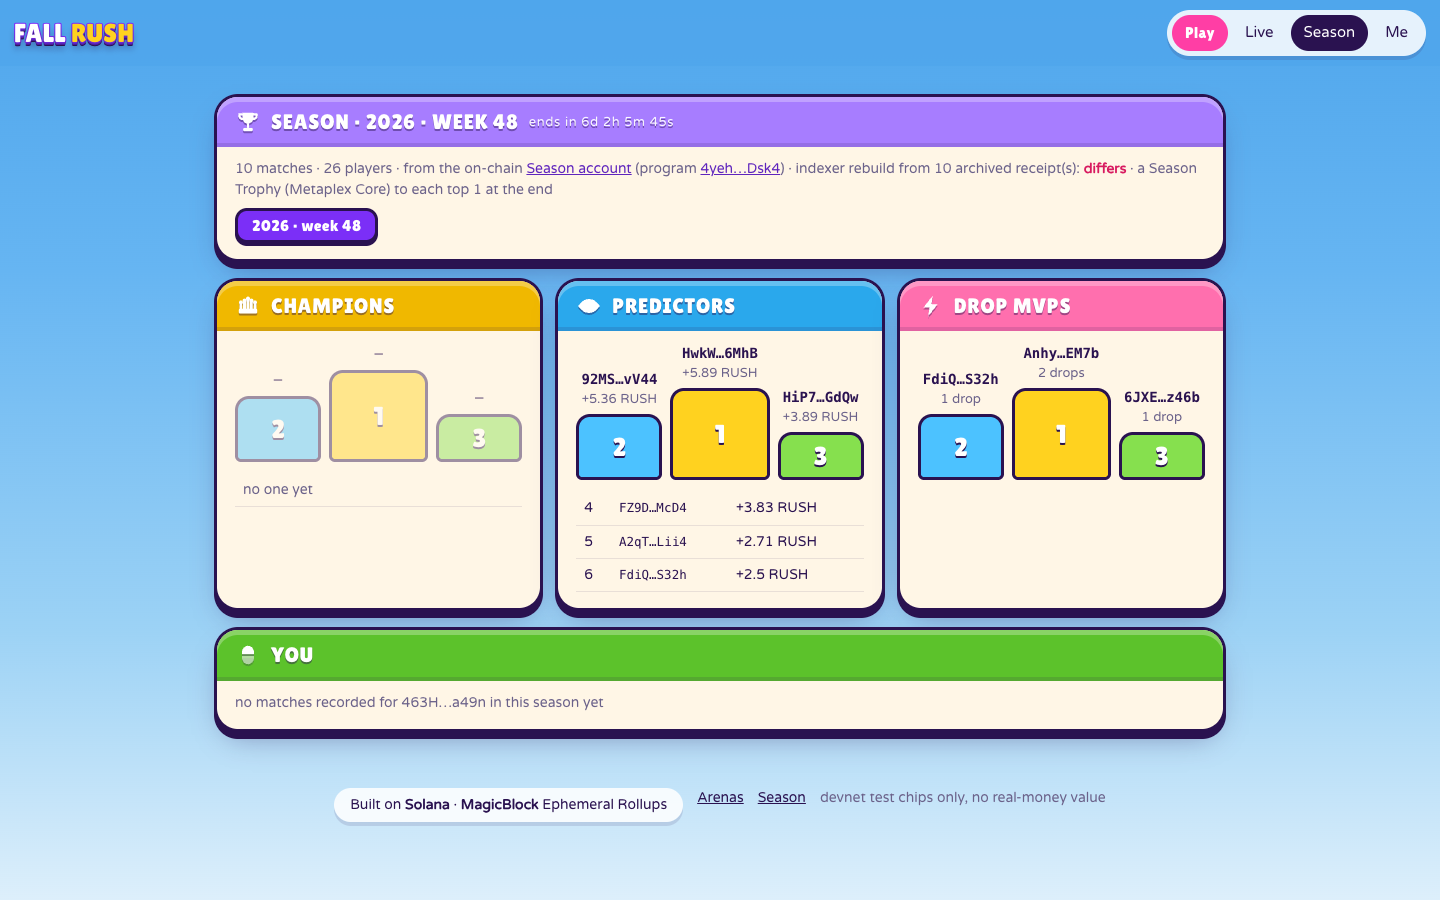 FALL RUSH
Play
Live
Season
Me
SEASON · 2026 · WEEK 48 ends in 6d 2h 5m 45s
10 matches · 26 players · from the on-chain Season account (program 4yeh…Dsk4) · indexer rebuild from 10 archived receipt(s): differs · a Season
Trophy (Metaplex Core) to each top 1 at the end
2026 · week 48
CHAMPIONS
–
–
–
2
1
3
no one yet
PREDICTORS
HwkW…6MhB
+5.89 RUSH
92MS…vV44
+5.36 RUSH
HiP7…GdQw
+3.89 RUSH
2
1
3
4 FZ9D…McD4 +3.83 RUSH
5 A2qT…Lii4 +2.71 RUSH
6 FdiQ…S32h +2.5 RUSH
DROP MVPS
Anhy…EM7b
2 drops
FdiQ…S32h
1 drop
6JXE…z46b
1 drop
2
1
3
YOU
no matches recorded for 463H…a49n in this season yet
Built on Solana · MagicBlock Ephemeral Rollups
Arenas
Season
devnet test chips only, no real-money value